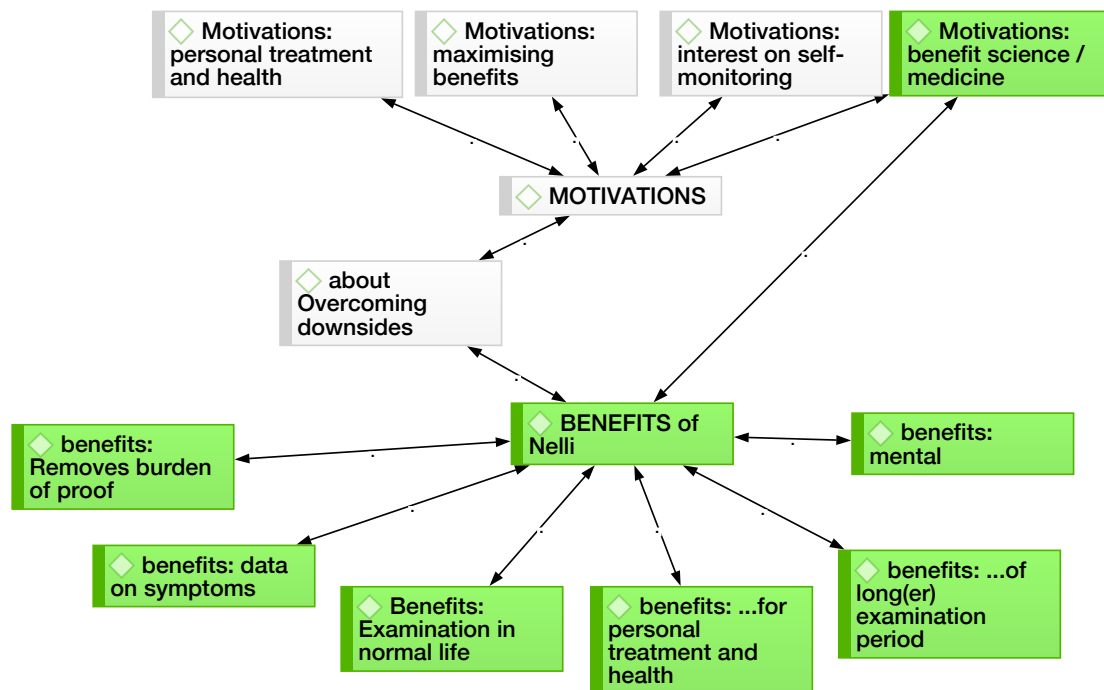 Motivations:
personal treatment
and health
Motivations:
maximising
benefits
Motivations:
interest on self-
monitoring
Motivations:
benefit science /
medicine
MOTIVATIONS
about
Overcoming
downsides
BENEFITS of
Nelli
benefits:
Removes burden
of proof
benefits:
mental
benefits: data
on symptoms
Benefits:
Examination in
normal life
benefits: ...for
personal
treatment and
health
benefits: ...of
long(er)
examination
period